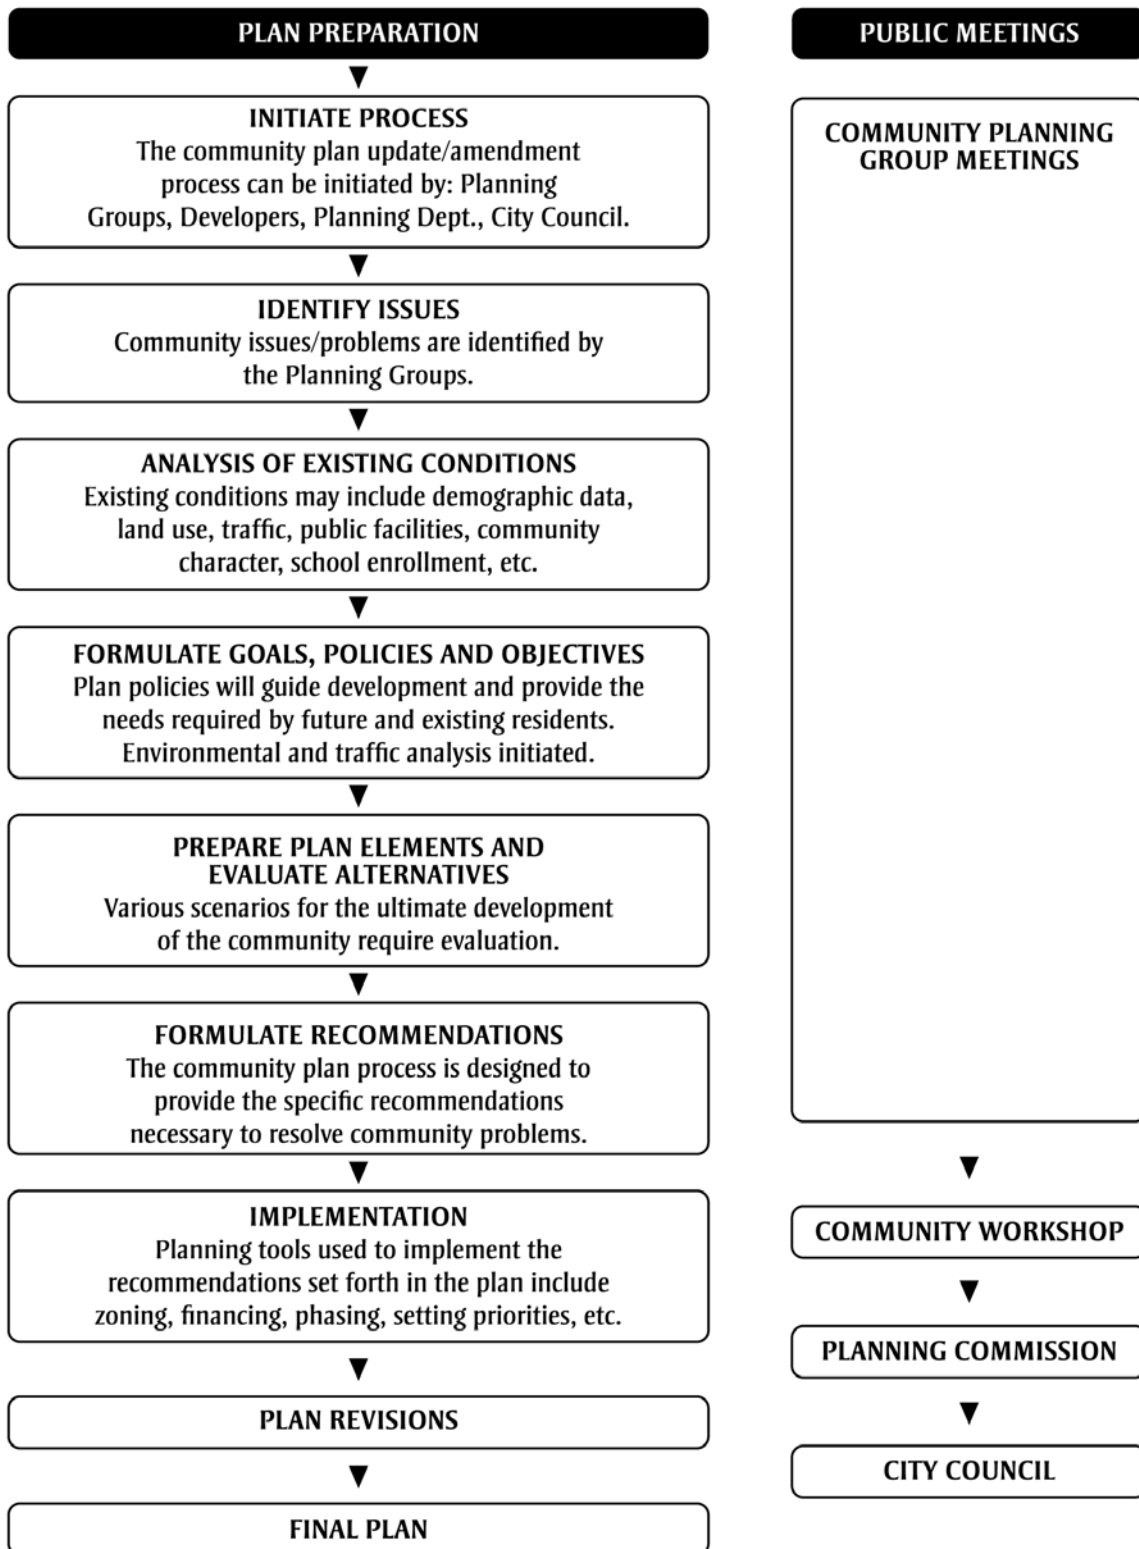 PLAN PREPARATION
INITIATE PROCESS
The community plan update/amendment
process can be initiated by: Planning
Groups, Developers, Planning Dept., City Council.
IDENTIFY ISSUES
Community issues/problems are identified by
the Planning Groups.
ANALYSIS OF EXISTING CONDITIONS
Existing conditions may include demographic data,
land use, traffic, public facilities, community
character, school enrollment, etc.
FORMULATE GOALS, POLICIES AND OBJECTIVES
Plan policies will guide development and provide the
needs required by future and existing residents.
Environmental and traffic analysis initiated.
PREPARE PLAN ELEMENTS AND
EVALUATE ALTERNATIVES
Various scenarios for the ultimate development
of the community require evaluation.
FORMULATE RECOMMENDATIONS
The community plan process is designed to
provide the specific recommendations
necessary to resolve community problems.
IMPLEMENTATION
Planning tools used to implement the
recommendations set forth in the plan include
zoning, financing, phasing, setting priorities, etc.
PLAN REVISIONS
FINAL PLAN
PUBLIC MEETINGS
COMMUNITY PLANNING
GROUP MEETINGS
COMMUNITY WORKSHOP
PLANNING COMMISSION
CITY COUNCIL